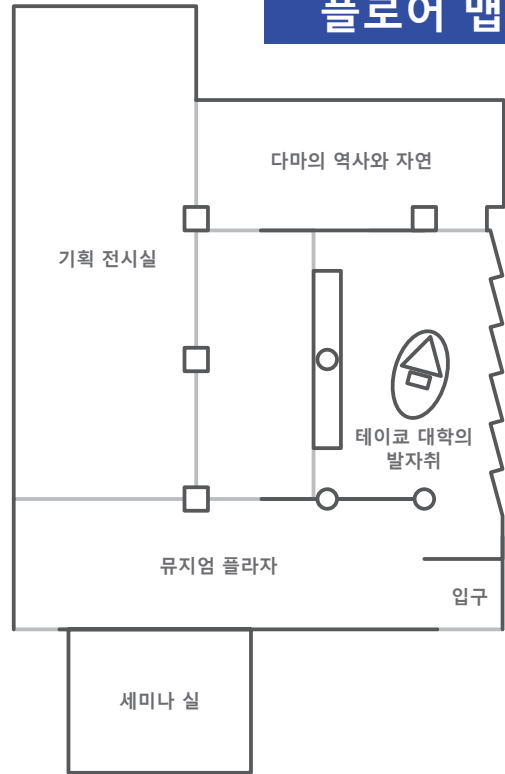 플로어 맵
다마의 역사와 자연
기획 전시실
테이쿄 대학의
발자취
뮤지엄 플라자
입구
세미나 실